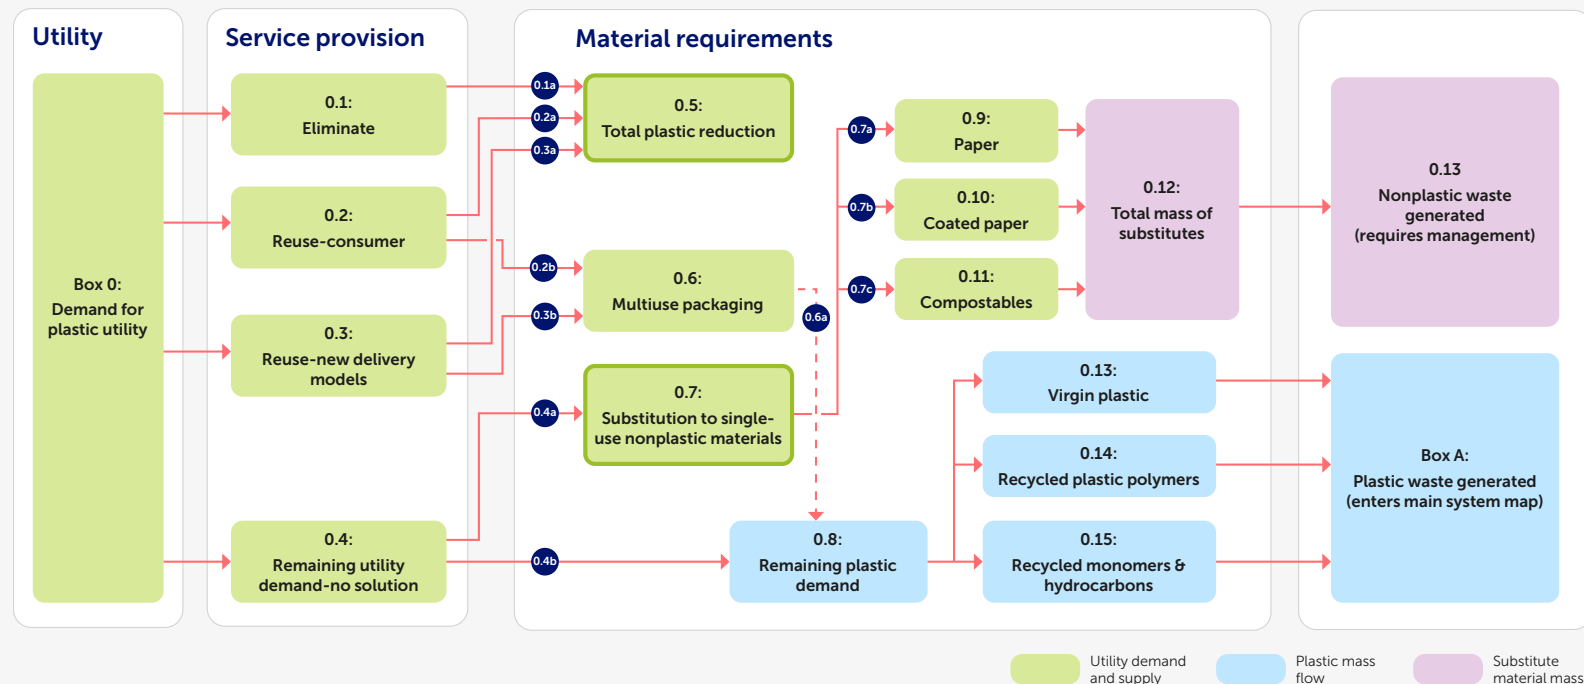 Utility
Service provision
Material requirements
Box 0:
Demand for
plastic utility
0.1:
Eliminate
0.2:
Reuse-consumer
0.3:
Reuse-new delivery
models
0.4:
Remaining utility
demand-no solution
0.1a
0.2a
0.3a
0.2b
0.3b
0.4a
0.4b
0.5:
Total plastic reduction
0.6:
Multiuse packaging
0.6a
0.7:
Substitution to single-
use nonplastic materials
0.7a
0.7b
0.7c
0.8:
Remaining plastic
demand
0.9:
Paper
0.10:
Coated paper
0.11:
Compostables
0.12:
Total mass of
substitutes
0.13:
Virgin plastic
0.14:
Recycled plastic polymers
0.15:
Recycled monomers &
hydrocarbons
0.13
Nonplastic waste
generated
(requires management)
Box A:
Plastic waste generated
(enters main system map)
Utility demand
and supply
Plastic mass
flow
Substitute
material mass